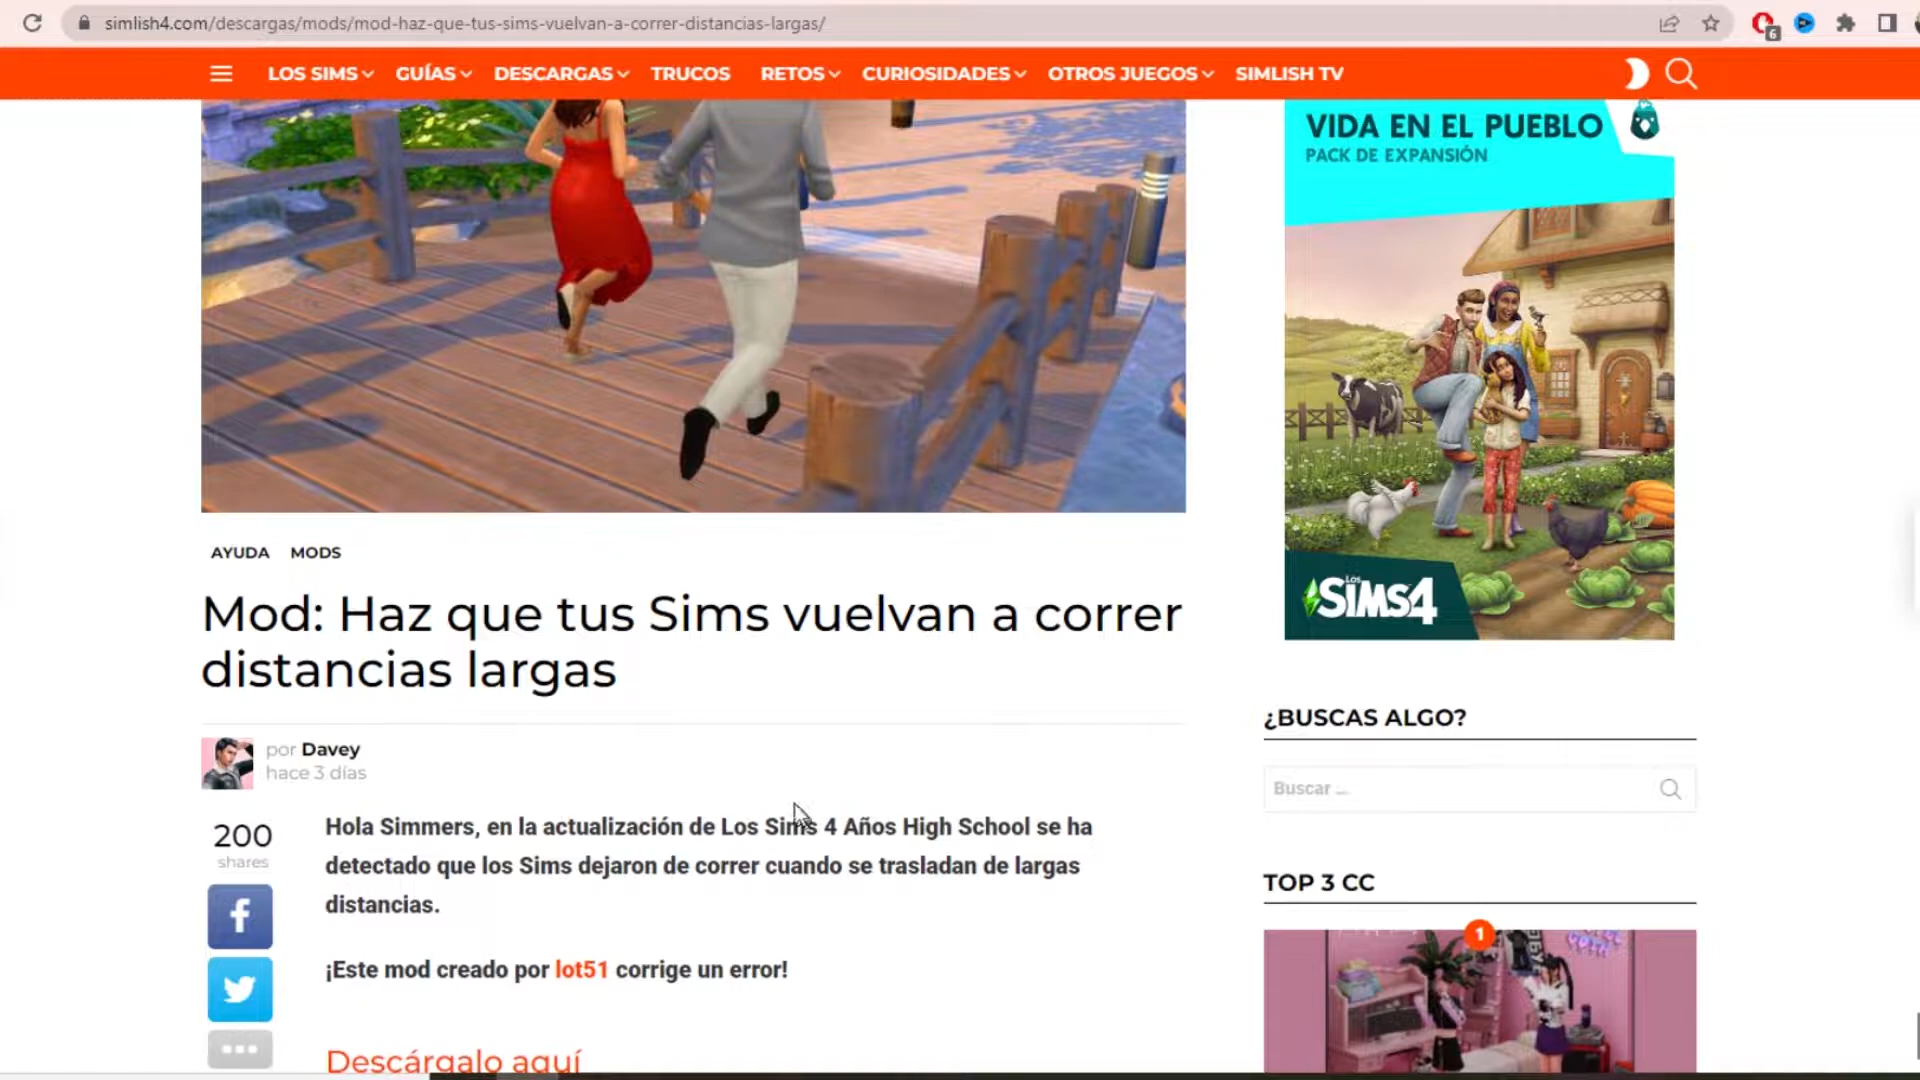 simlish4.com/descargas/mods/mod-haz-que-tus-sims-vuelvan-a-correr-distancias-largas/
6
LOS SIMS GUÍAS DESCARGAS TRUCOS RETOS CURIOSIDADES OTROS JUEGOS SIMLISH TV
VIDA EN EL PUEBLO
PACK DE EXPANSIÓN
LOS SIMS4
AYUDA MODS
Mod: Haz que tus Sims vuelvan a correr
distancias largas
por Davey
hace 3 días
200
shares
Hola Simmers, en la actualización de Los Sims 4 Años High School se ha
detectado que los Sims dejaron de correr cuando se trasladan de largas
distancias.
¡Este mod creado por lot51 corrige un error!
Descárgalo aquí
¿BUSCAS ALGO?
Buscar ...
TOP 3 CC
1